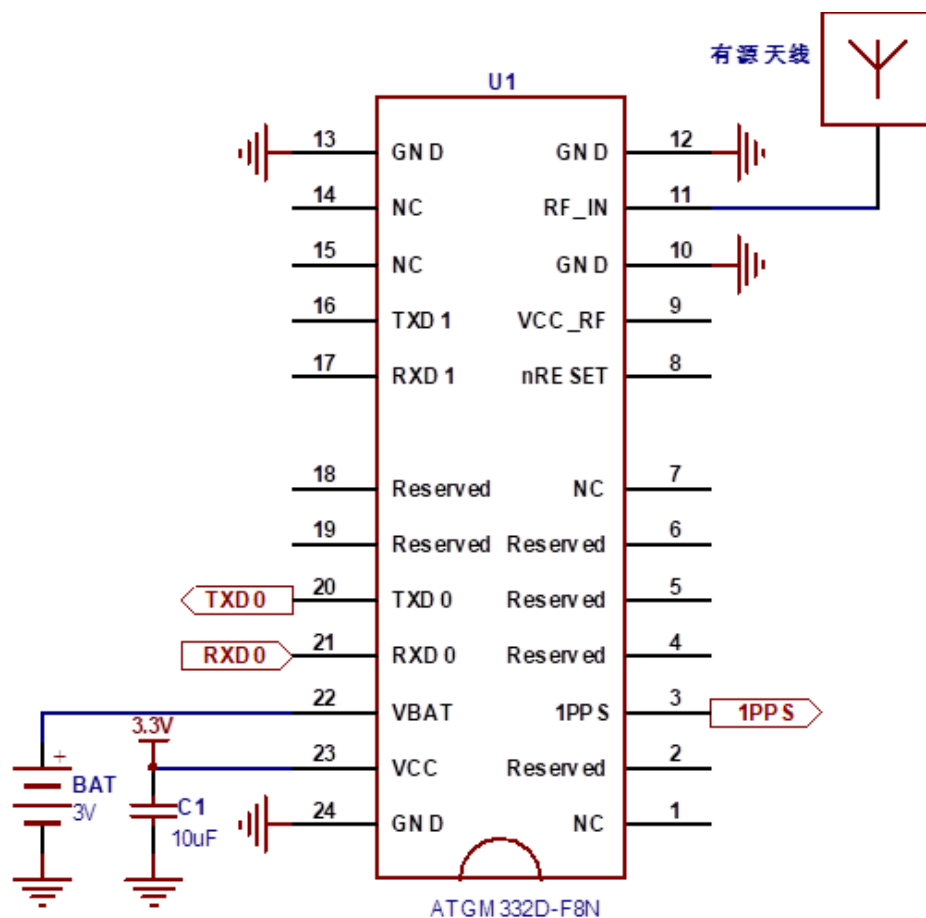 有源天线
U1
13 GND GND 12
14 NC RF_IN 11
15 NC GND 10
16 TXD1 VCC_RF 9
17 RXD1 nRESET 8
18 Reserved NC 7
19 Reserved Reserved 6
TXD0 20 TXD0 Reserved 5
RXD0 21 RXD0 Reserved 4
22 VBAT 1PPS 3 1PPS
3.3V 23 VCC Reserved 2
+
BAT
3V
C1
10uF
24 GND NC 1
ATGM332D-F8N